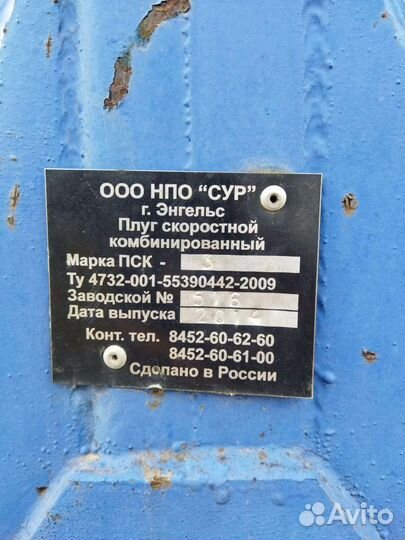 ООО НПО "СУР"
г. Энгельс
Плуг скоростной
комбинированный
Марка ПСК -
Ту 4732-001-55390442-2009
Заводской №
Дата выпуска
Конт. тел. 8452-60-62-60
8452-60-61-00
Сделано в России
Avito